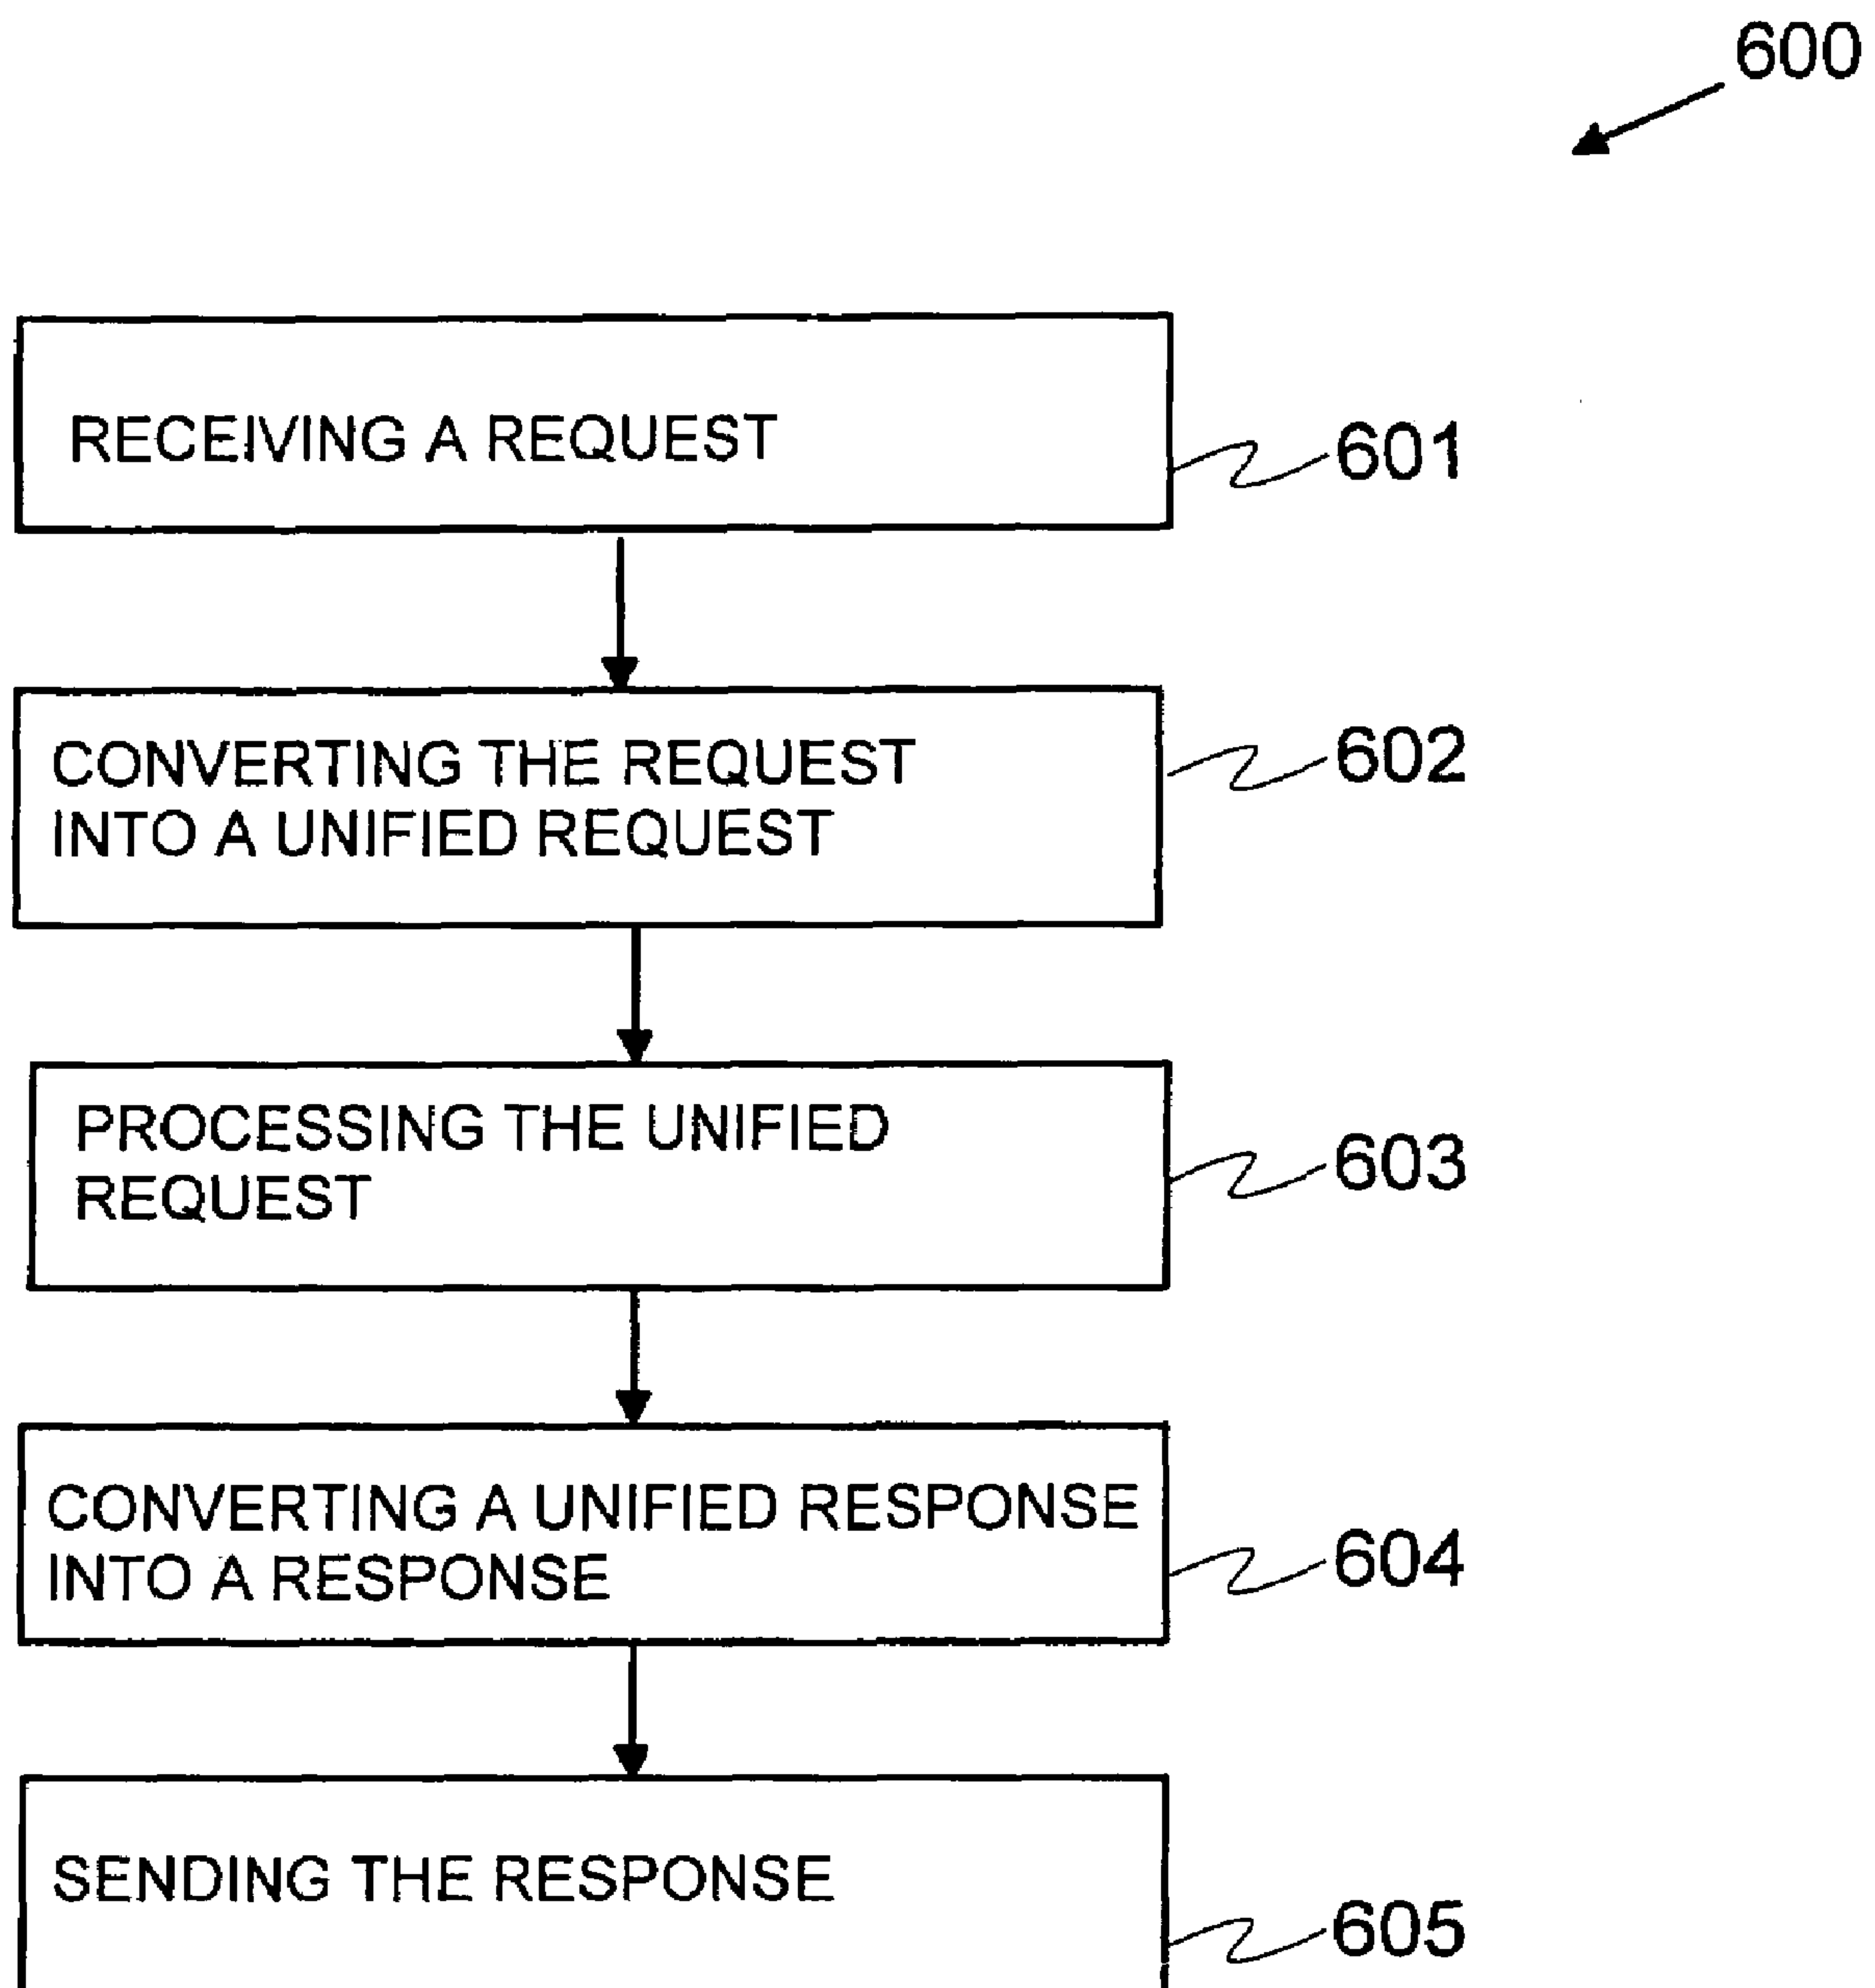 600
RECEIVING A REQUEST
601
CONVERTING THE REQUEST
INTO A UNIFIED REQUEST
602
PROCESSING THE UNIFIED
REQUEST
603
CONVERTING A UNIFIED RESPONSE
INTO A RESPONSE
604
SENDING THE RESPONSE
605